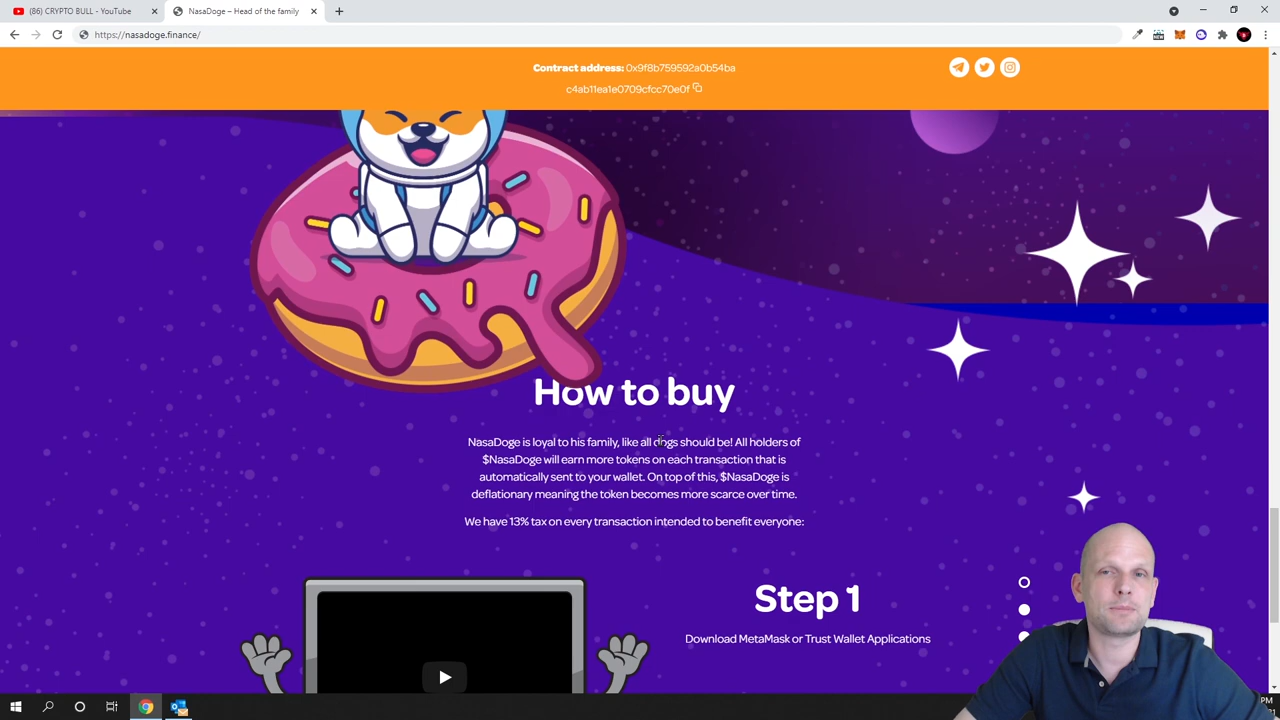 (86) CRYPTO BULL - YouTube
NasaDoge – Head of the family
https://nasadoge.finance/
Contract address: 0x9f8b759592a0b54ba
c4ab11ea1e0709cfcc70e0f
How to buy
NasaDoge is loyal to his family, like all dogs should be! All holders of
$NasaDoge will earn more tokens on each transaction that is
automatically sent to your wallet. On top of this, $NasaDoge is
deflationary meaning the token becomes more scarce over time.
We have 13% tax on every transaction intended to benefit everyone:
Step 1
Download MetaMask or Trust Wallet Applications
PM